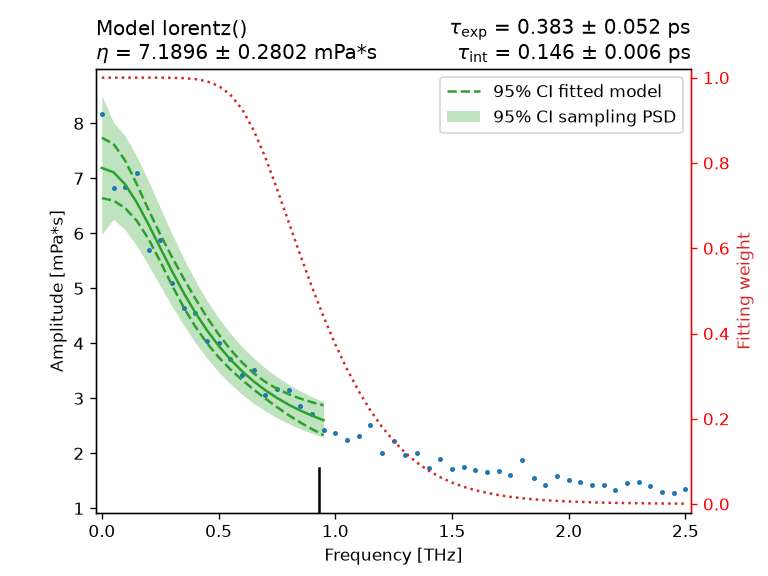 Model lorentz()
η = 7.1896 ± 0.2802 mPa*s
τexp = 0.383 ± 0.052 ps
τint = 0.146 ± 0.006 ps
95% CI fitted model
95% CI sampling PSD
Amplitude [mPa*s]
8
7
6
5
4
3
2
1
0.0 0.5 1.0 1.5 2.0 2.5
Frequency [THz]
1.0
0.8
0.6
0.4
0.2
0.0
Fitting weight